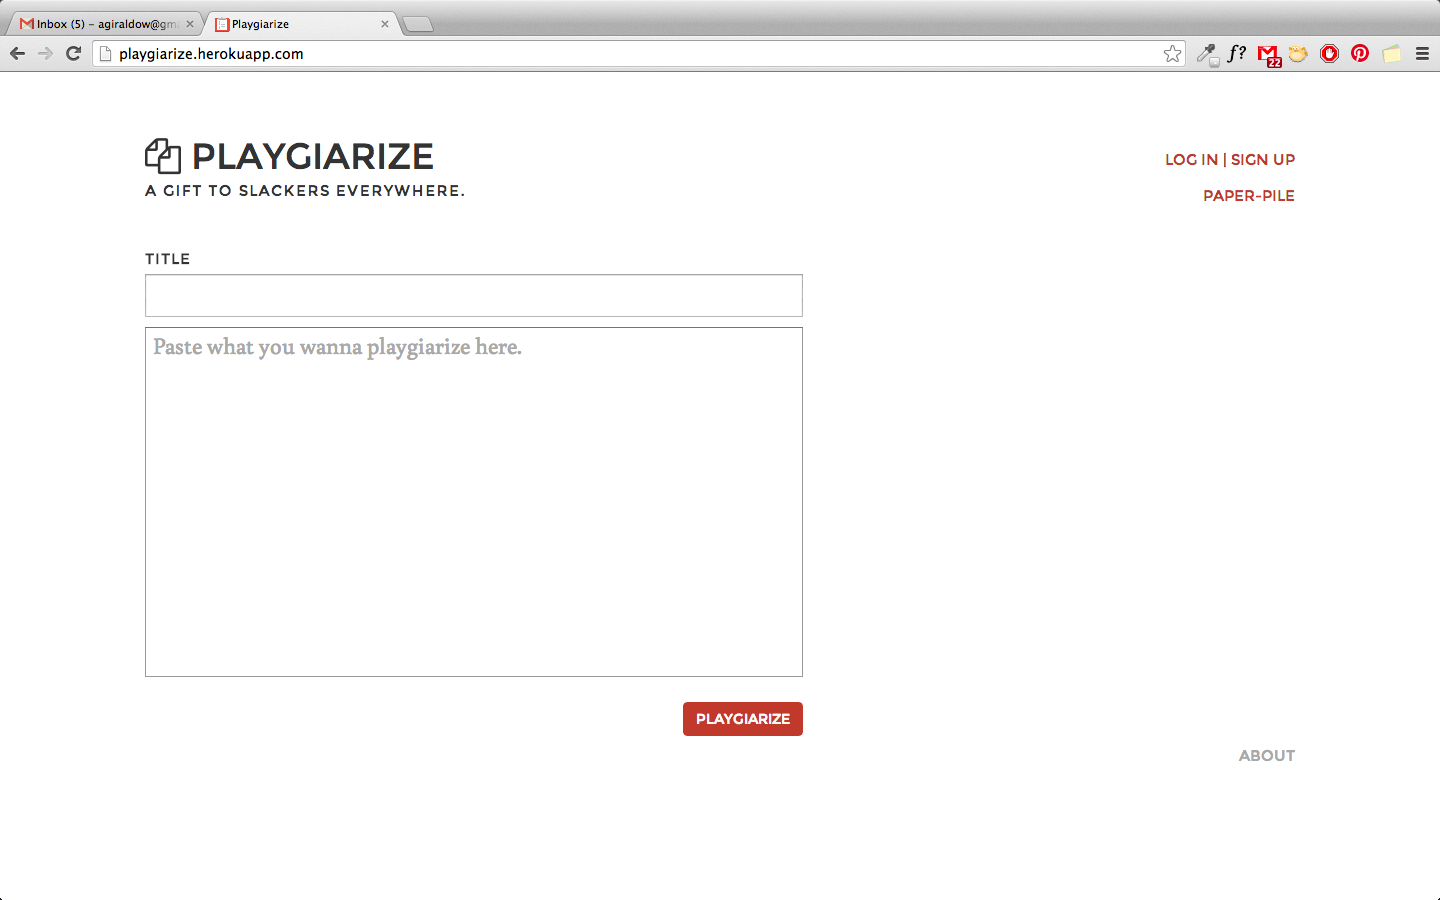 Inbox (5) – agiraldow@gm
Playgiarize
playgiarize.herokuapp.com
f?
22
PLAYGIARIZE
A GIFT TO SLACKERS EVERYWHERE.
LOG IN | SIGN UP
PAPER-PILE
TITLE
Paste what you wanna playgiarize here.
PLAYGIARIZE
ABOUT